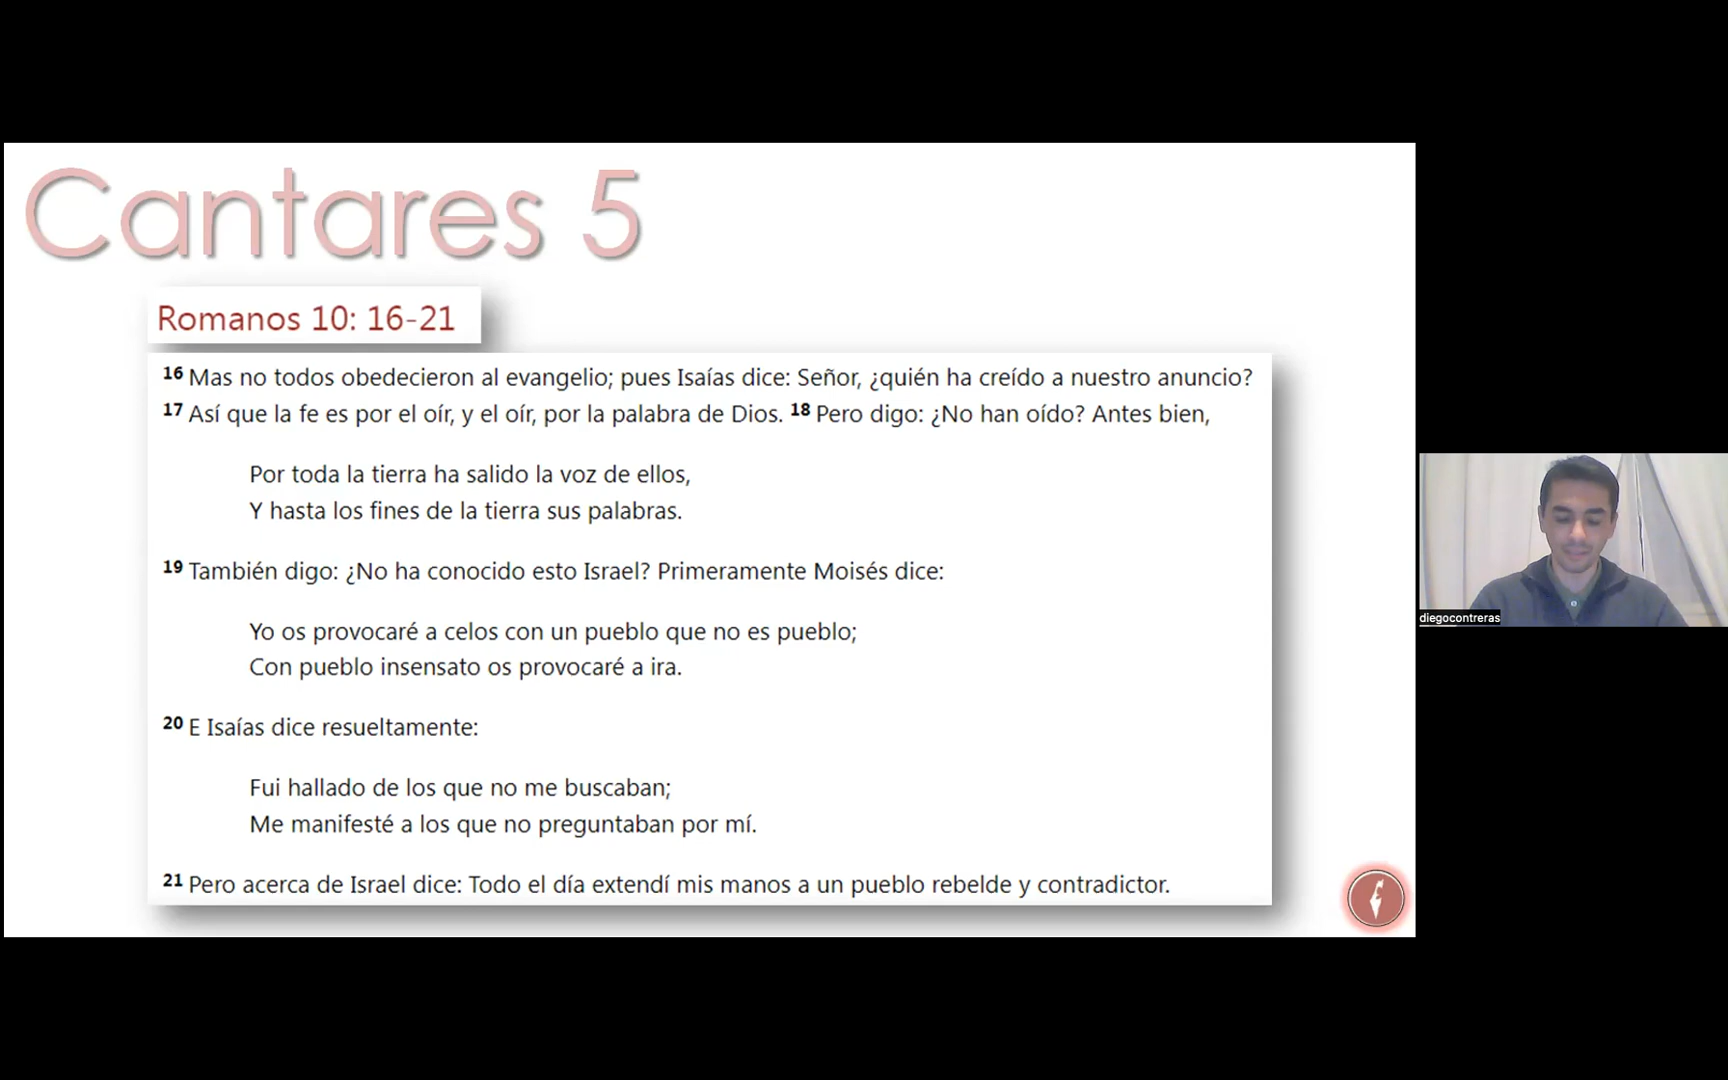 Cantares 5
Romanos 10: 16-21
16 Mas no todos obedecieron al evangelio; pues Isaías dice: Señor, ¿quién ha creído a nuestro anuncio?
17 Así que la fe es por el oír, y el oír, por la palabra de Dios. 18 Pero digo: ¿No han oído? Antes bien,
Por toda la tierra ha salido la voz de ellos,
Y hasta los fines de la tierra sus palabras.
19 También digo: ¿No ha conocido esto Israel? Primeramente Moisés dice:
Yo os provocaré a celos con un pueblo que no es pueblo;
Con pueblo insensato os provocaré a ira.
20 E Isaías dice resueltamente:
Fui hallado de los que no me buscaban;
Me manifesté a los que no preguntaban por mí.
21 Pero acerca de Israel dice: Todo el día extendí mis manos a un pueblo rebelde y contradictor.
diegocontreras